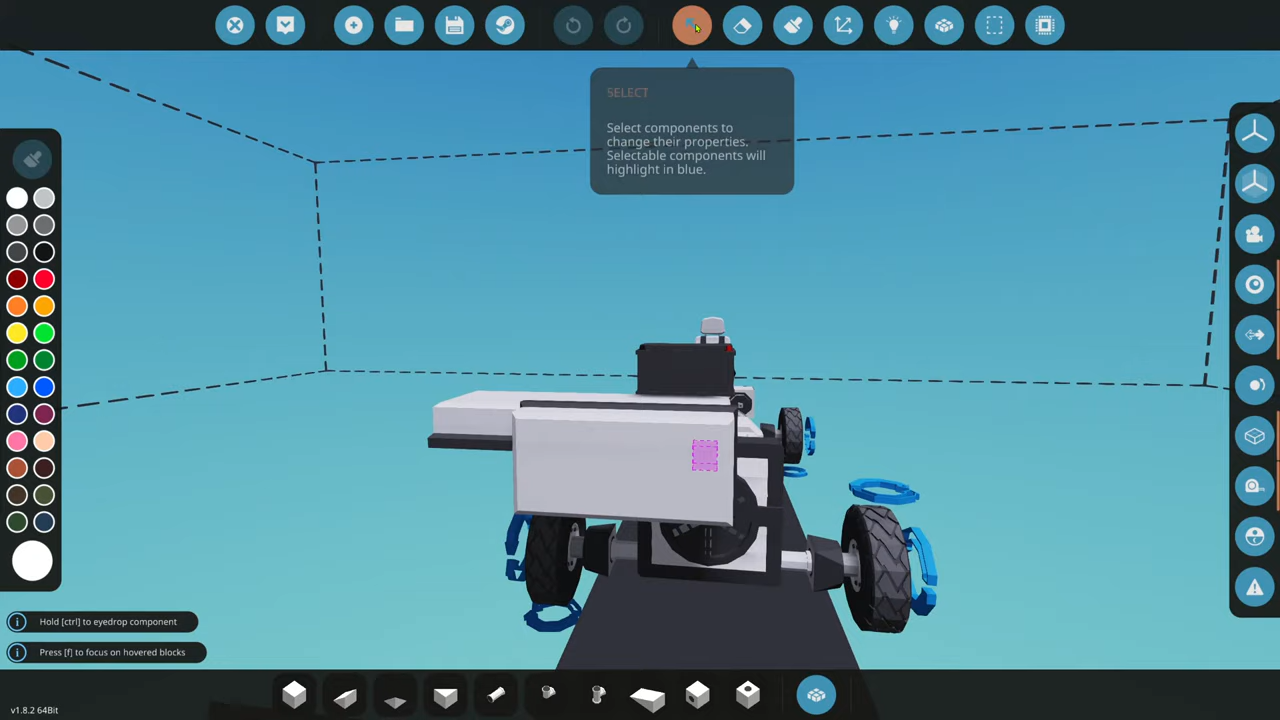 SELECT
Select components to
change their properties.
Selectable components will
highlight in blue.
Hold [ctrl] to eyedrop component
Press [f] to focus on hovered blocks
v1.8.2 64Bit